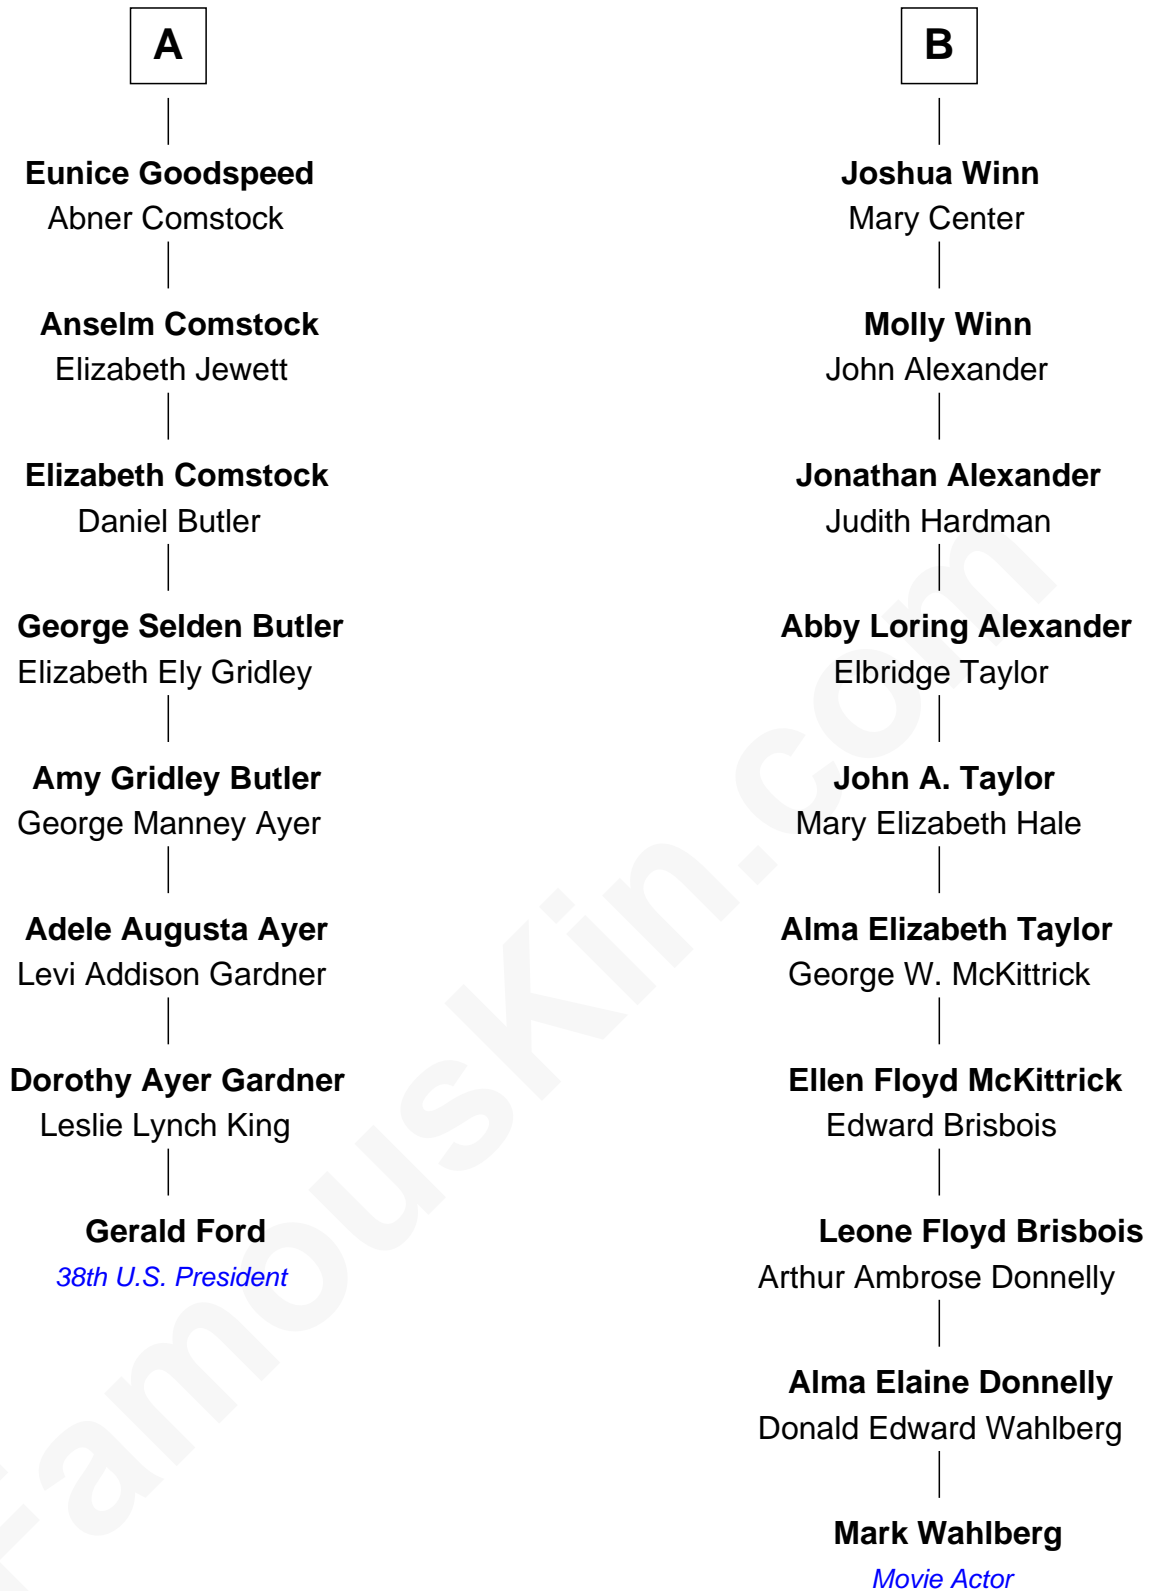 A
Eunice Goodspeed
Abner Comstock
Anselm Comstock
Elizabeth Jewett
Elizabeth Comstock
Daniel Butler
George Selden Butler
Elizabeth Ely Gridley
Amy Gridley Butler
George Manney Ayer
Adele Augusta Ayer
Levi Addison Gardner
Dorothy Ayer Gardner
Leslie Lynch King
Gerald Ford
38th U.S. President
B
Joshua Winn
Mary Center
Molly Winn
John Alexander
Jonathan Alexander
Judith Hardman
Abby Loring Alexander
Elbridge Taylor
John A. Taylor
Mary Elizabeth Hale
Alma Elizabeth Taylor
George W. McKittrick
Ellen Floyd McKittrick
Edward Brisbois
Leone Floyd Brisbois
Arthur Ambrose Donnelly
Alma Elaine Donnelly
Donald Edward Wahlberg
Mark Wahlberg
Movie Actor
FamousKin.com